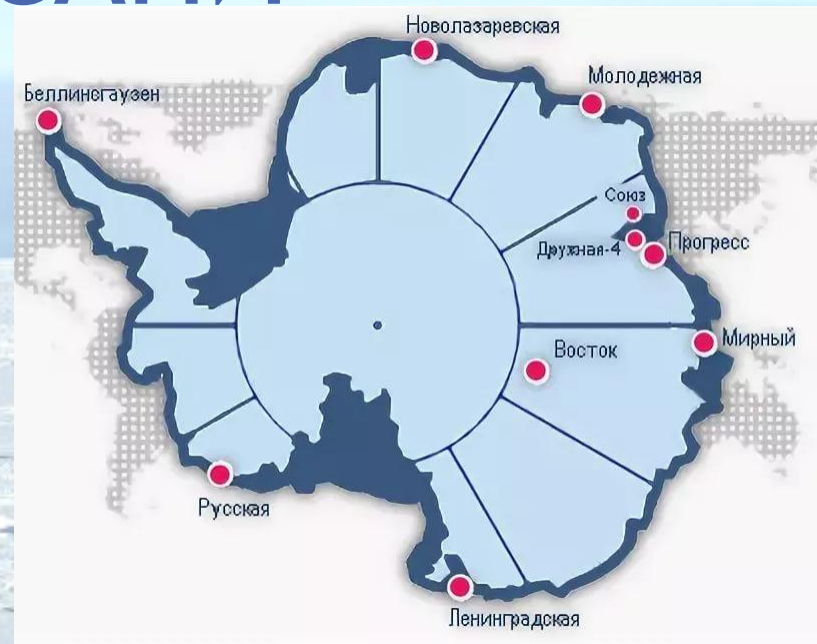 Новолазаревская
Молодежная
Беллинсгаузен
Союз
Дружная-4
Прогресс
Мирный
Восток
Русская
Ленинградская